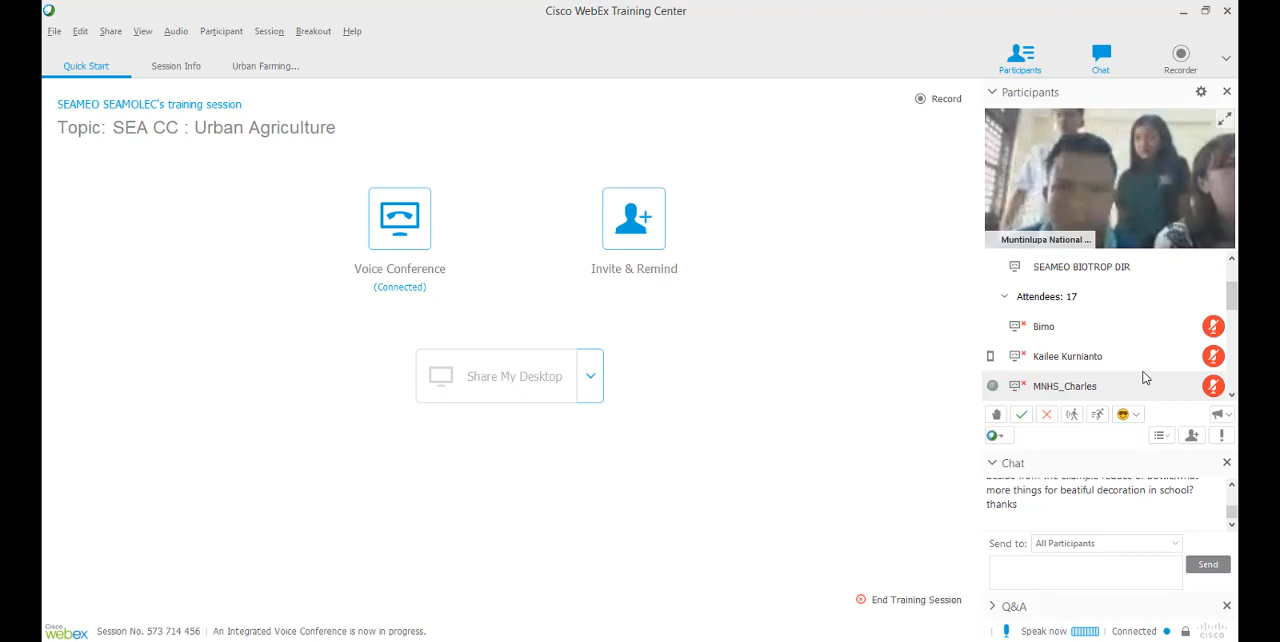 Cisco WebEx Training Center
File Edit Share View Audio Participant Session Breakout Help
Quick Start Session Info Urban Farming...
Participants Chat Recorder
SEAMEO SEAMOLEC's training session
Record
Topic: SEA CC : Urban Agriculture
Voice Conference
(Connected)
Invite & Remind
Share My Desktop
End Training Session
Participants
Muntinlupa National ...
SEAMEO BIOTROP DIR
Attendees: 17
Bimo
Kailee Kurnianto
MNHS_Charles
Chat
more things for beatiful decoration in school?
thanks
Send to: All Participants
Send
Q&A
Cisco webex Session No. 573 714 456 | An Integrated Voice Conference is now in progress.
Speak now Connected CISCO